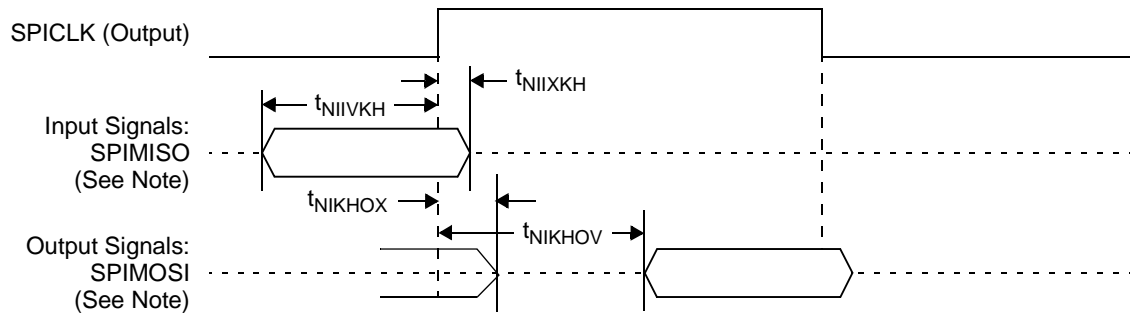 SPICLK (Output)
tNIIXKH
tNIIVKH
Input Signals:
SPIMISO
(See Note)
tNIKHOX
tNIKHOV
Output Signals:
SPIMOSI
(See Note)